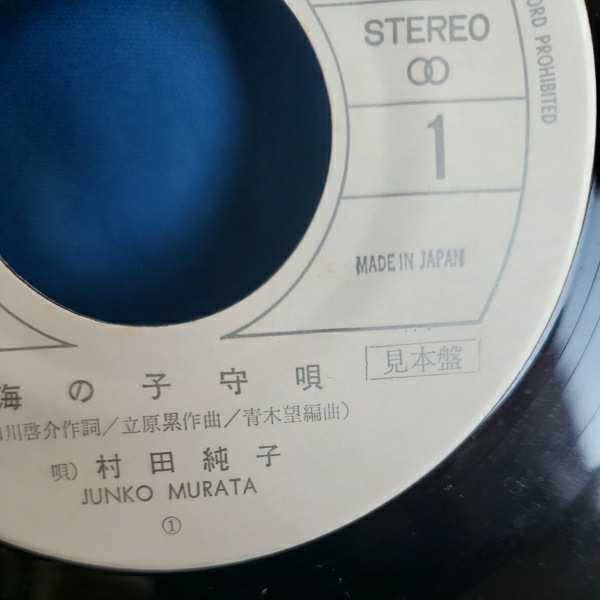 STEREO
ORD PROHIBITED
1
MADE IN JAPAN
見本盤
海の子守唄
川啓介作詞/立原累作曲/青木望編曲)
唄) 村田純子
JUNKO MURATA
①